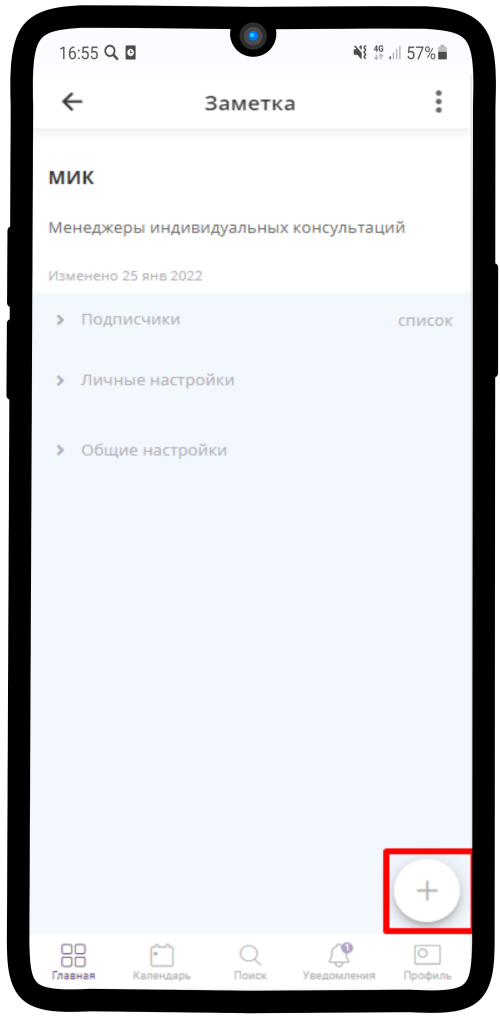 16:55 4G 57%
Заметка
МИК
Менеджеры индивидуальных консультаций
Изменено 25 янв 2022
Подписчики список
Личные настройки
Общие настройки
1
Главная Календарь Поиск Уведомления Профиль